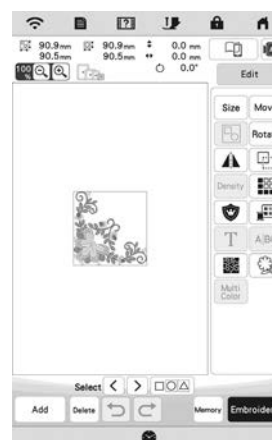 90.9mm 90.9mm 0.0 mm
90.5mm 90.5mm 0.0 mm
100% 0.0°
Edit
Size Mov
Rota
Density
T A|B
Multi
Color
Select
Add Delete Memory Embroider